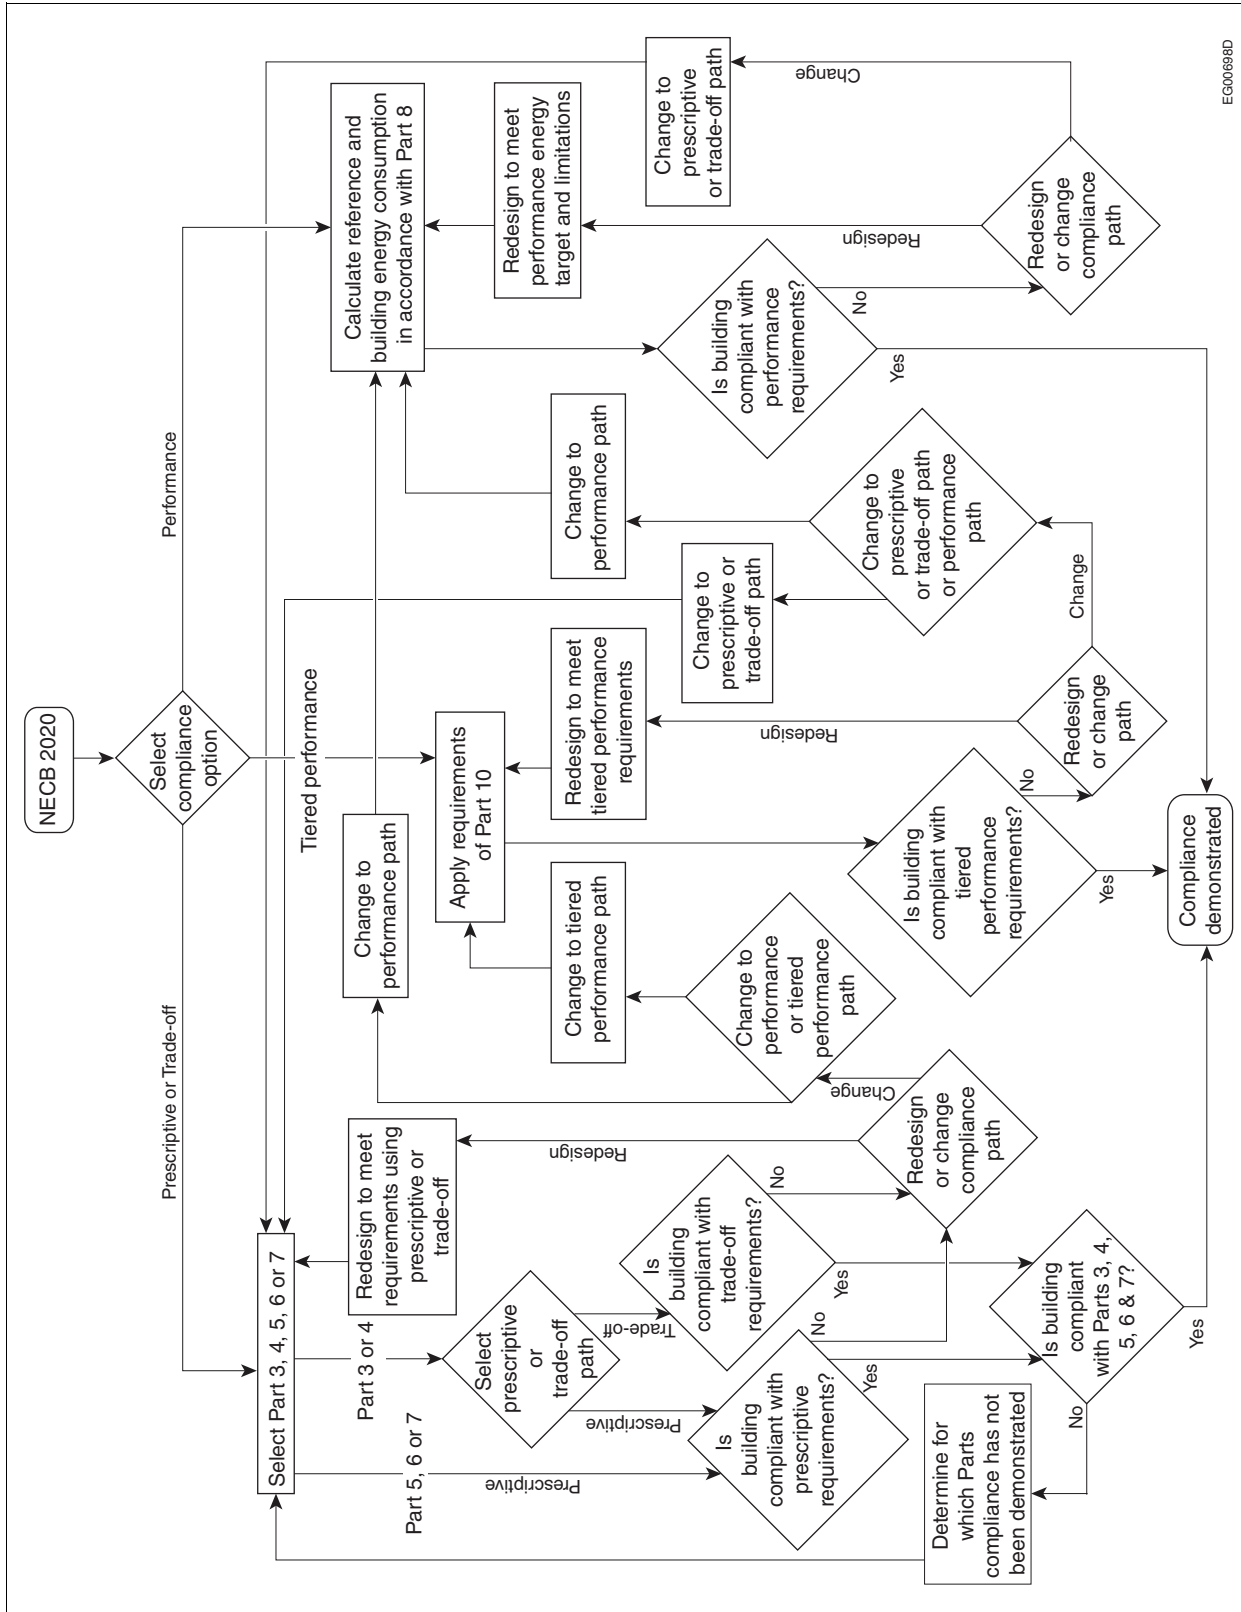 NECB 2020
Select
compliance
option
Prescriptive or Trade-off
Tiered performance
Performance
Select Part 3, 4, 5, 6 or 7
Part 3 or 4
Part 5, 6 or 7
Redesign to meet
requirements using
prescriptive or
trade-off
Change to
performance path
Calculate reference and
building energy consumption
in accordance with Part 8
Apply requirements
of Part 10
Select
prescriptive
or
trade-off
path
Prescriptive
Prescriptive
Trade-off
Change to tiered
performance path
Redesign to meet
tiered performance
requirements
Change to
performance path
Redesign to meet
performance energy
target and limitations
Change to
prescriptive
or trade-off path
Is
building
compliant with
prescriptive
requirements?
Yes
No
Is
building
compliant with
trade-off
requirements?
Yes
No
Redesign
Change
Change to
performance
or tiered
performance
path
Change to
prescriptive or
trade-off path
Redesign
Change to
prescriptive
or trade-off path
or performance
path
Is building
compliant with
performance
requirements?
No
Yes
Redesign
Change
Redesign
or change
compliance
path
Is building
compliant with
tiered
performance
requirements?
No
Yes
Redesign
or change
path
Change
Redesign
or change
compliance
path
Determine for
which Parts
compliance has not
been demonstrated
No
Is building
compliant
with Parts 3, 4,
5, 6 & 7?
Yes
Compliance
demonstrated
EG00698D